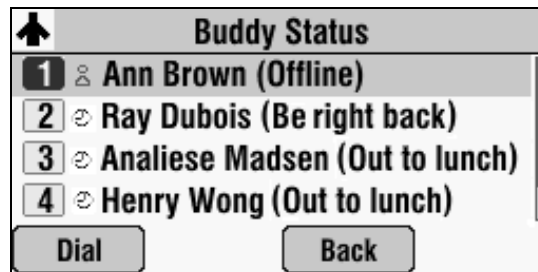 Buddy Status
1 Ann Brown (Offline)
2 Ray Dubois (Be right back)
3 Analiese Madsen (Out to lunch)
4 Henry Wong (Out to lunch)
Dial Back